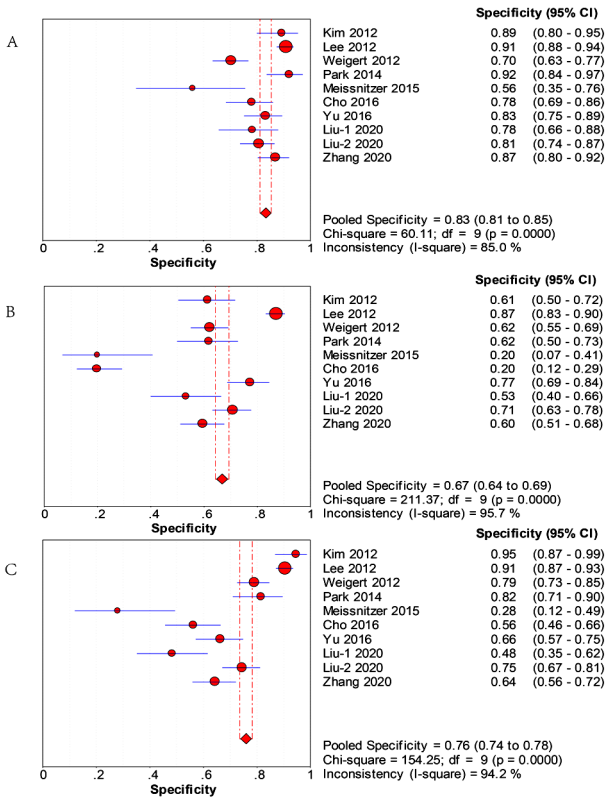 A
Specificity (95% CI)
Kim 2012 0.89 (0.80 - 0.95)
Lee 2012 0.91 (0.88 - 0.94)
Weigert 2012 0.70 (0.63 - 0.77)
Park 2014 0.92 (0.84 - 0.97)
Meissnitzer 2015 0.56 (0.35 - 0.76)
Cho 2016 0.78 (0.69 - 0.86)
Yu 2016 0.83 (0.75 - 0.89)
Liu-1 2020 0.78 (0.66 - 0.88)
Liu-2 2020 0.81 (0.74 - 0.87)
Zhang 2020 0.87 (0.80 - 0.92)
Pooled Specificity = 0.83 (0.81 to 0.85)
Chi-square = 60.11; df = 9 (p = 0.0000)
Inconsistency (I-square) = 85.0 %
0 .2 .4 .6 .8 1
Specificity
B
Specificity (95% CI)
Kim 2012 0.61 (0.50 - 0.72)
Lee 2012 0.87 (0.83 - 0.90)
Weigert 2012 0.62 (0.55 - 0.69)
Park 2014 0.62 (0.50 - 0.73)
Meissnitzer 2015 0.20 (0.07 - 0.41)
Cho 2016 0.20 (0.12 - 0.29)
Yu 2016 0.77 (0.69 - 0.84)
Liu-1 2020 0.53 (0.40 - 0.66)
Liu-2 2020 0.71 (0.63 - 0.78)
Zhang 2020 0.60 (0.51 - 0.68)
Pooled Specificity = 0.67 (0.64 to 0.69)
Chi-square = 211.37; df = 9 (p = 0.0000)
Inconsistency (I-square) = 95.7 %
0 .2 .4 .6 .8 1
Specificity
C
Specificity (95% CI)
Kim 2012 0.95 (0.87 - 0.99)
Lee 2012 0.91 (0.87 - 0.93)
Weigert 2012 0.79 (0.73 - 0.85)
Park 2014 0.82 (0.71 - 0.90)
Meissnitzer 2015 0.28 (0.12 - 0.49)
Cho 2016 0.56 (0.46 - 0.66)
Yu 2016 0.66 (0.57 - 0.75)
Liu-1 2020 0.48 (0.35 - 0.62)
Liu-2 2020 0.75 (0.67 - 0.81)
Zhang 2020 0.64 (0.56 - 0.72)
Pooled Specificity = 0.76 (0.74 to 0.78)
Chi-square = 154.25; df = 9 (p = 0.0000)
Inconsistency (I-square) = 94.2 %
0 .2 .4 .6 .8 1
Specificity